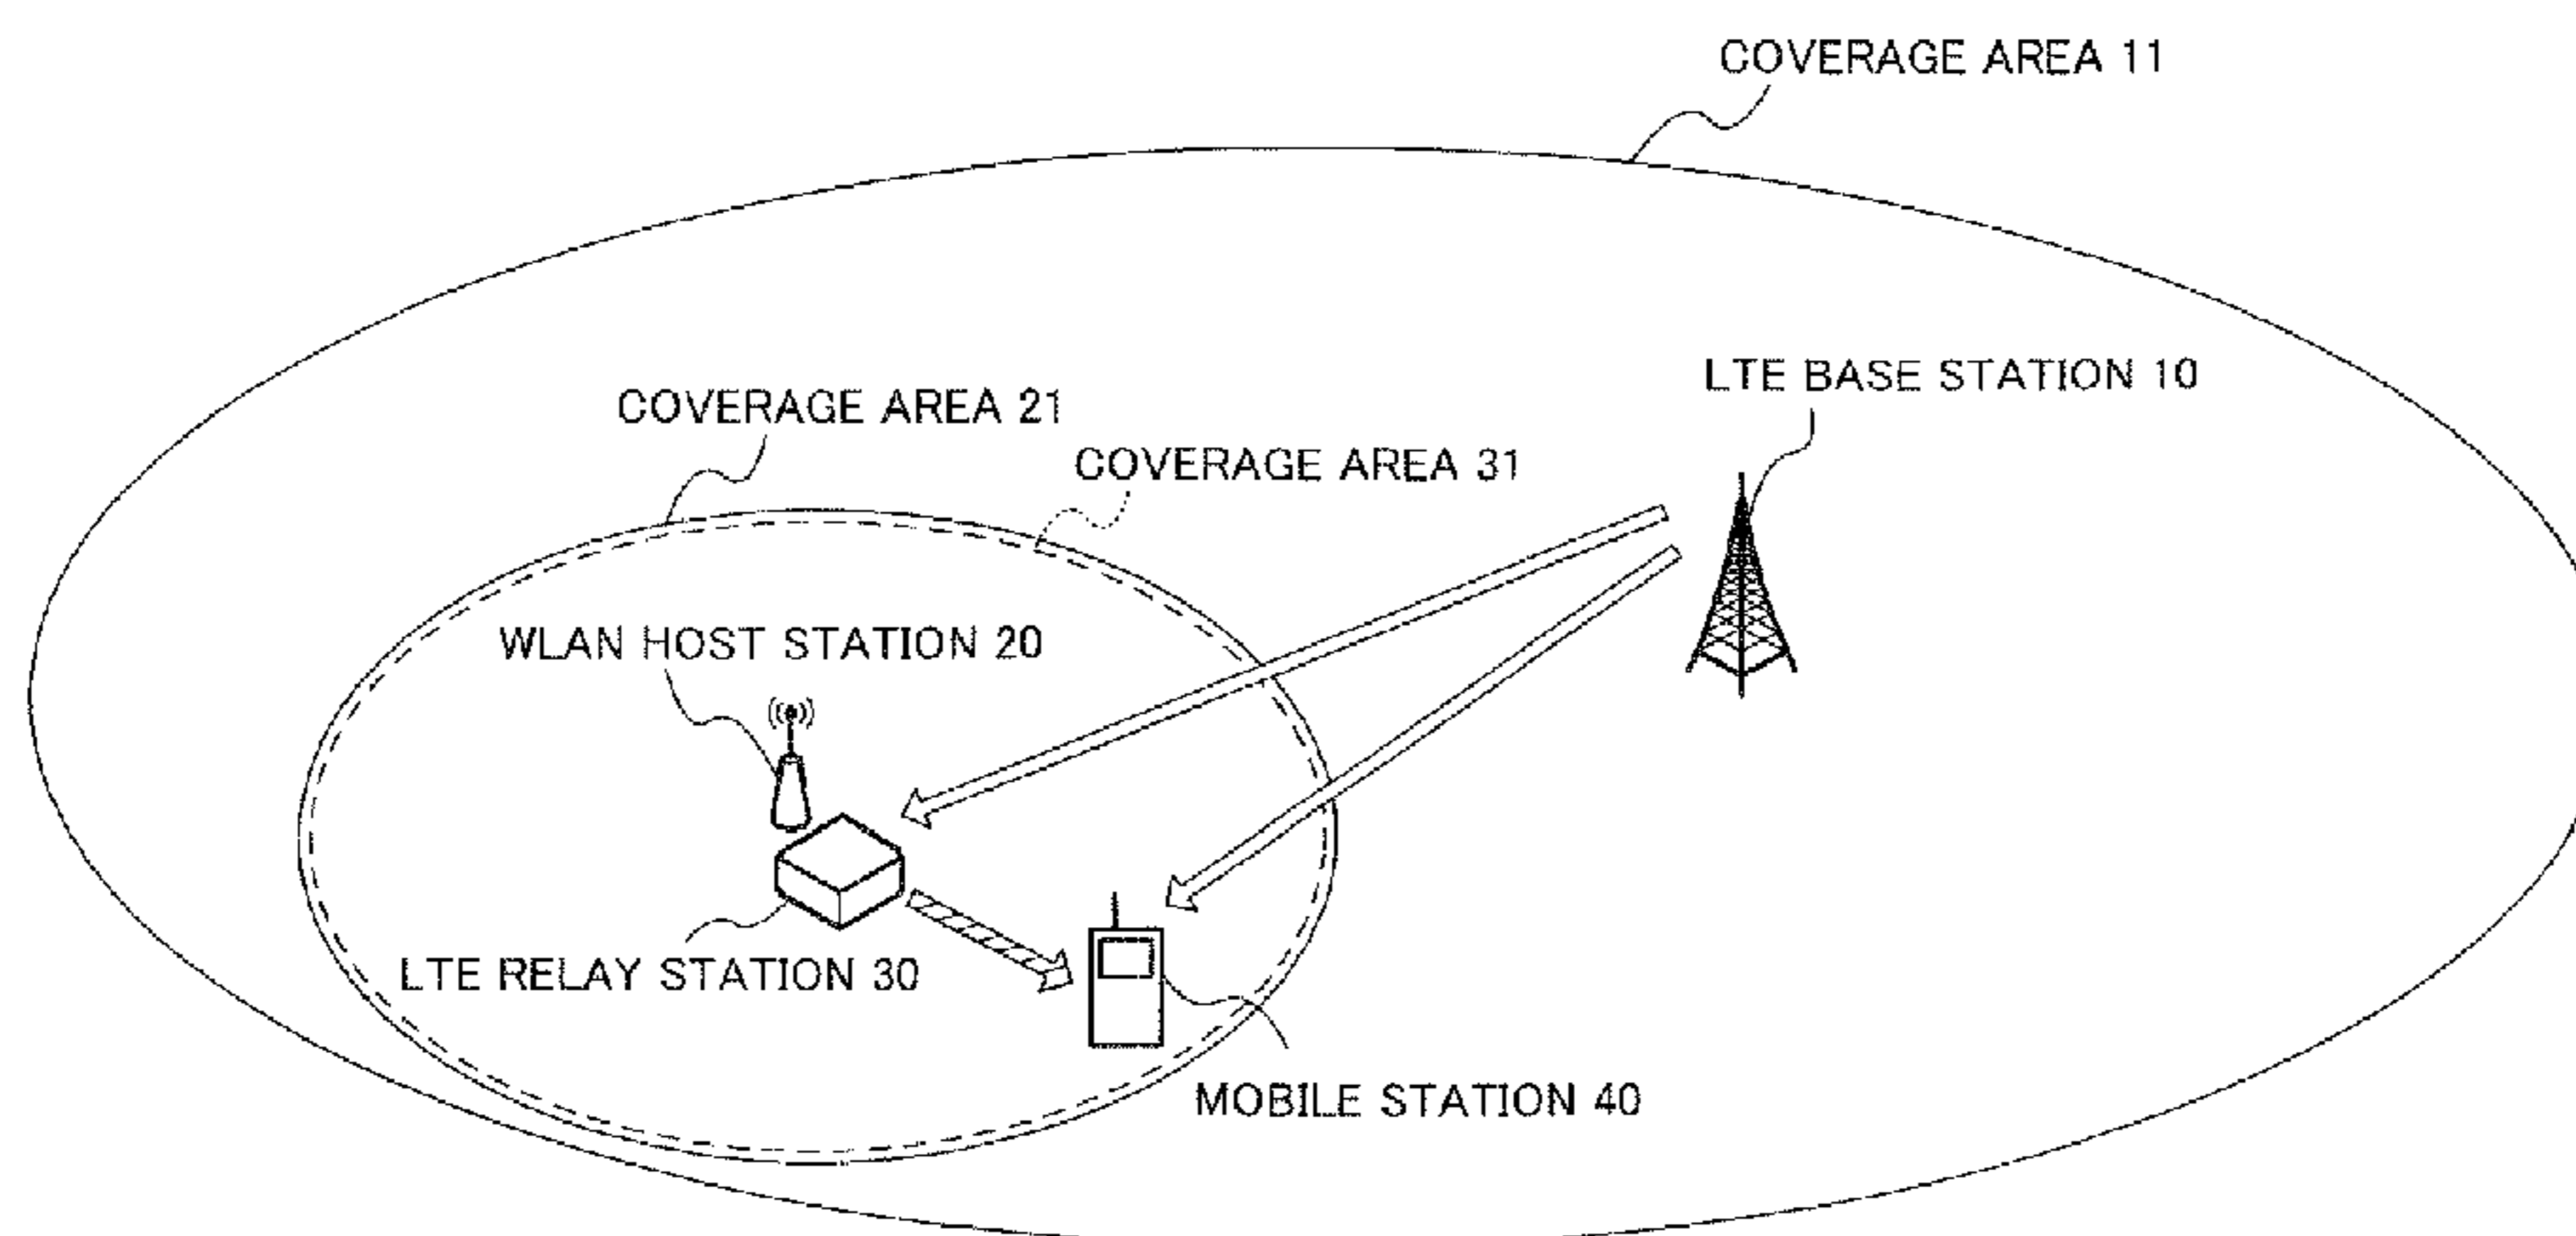 COVERAGE AREA 11
LTE BASE STATION 10
COVERAGE AREA 21
COVERAGE AREA 31
WLAN HOST STATION 20
LTE RELAY STATION 30
MOBILE STATION 40